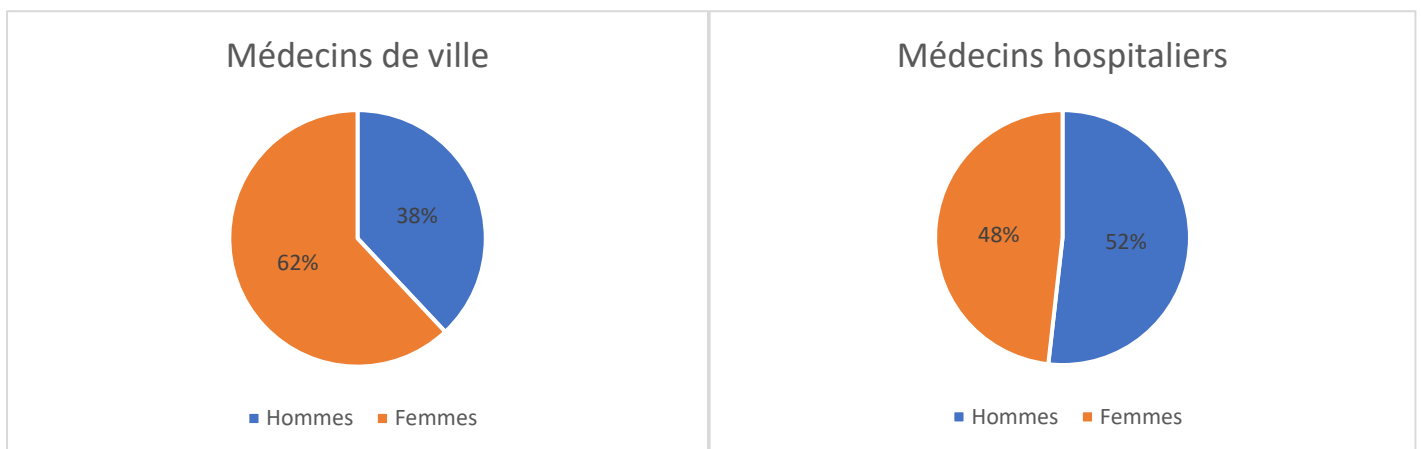 Médecins de ville
38%
62%
Hommes Femmes
Médecins hospitaliers
48%
52%
Hommes Femmes